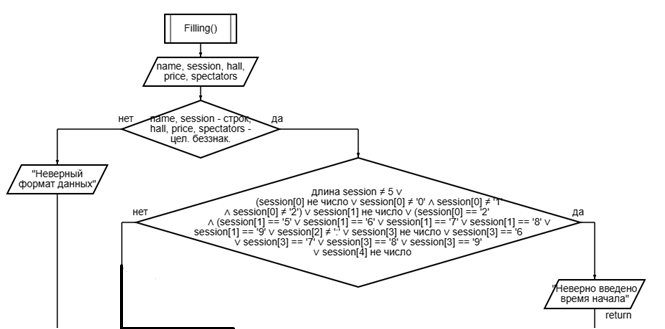 Filling()
name, session, hall,
price, spectators
нет
name, session - строк,
hall, price, spectators -
цел. беззнак.
да
"Неверный
формат данных"
длина session ≠ 5 ∨
(session[0] не число ∨ session[0] ≠ '0' ∧ session[0] ≠ '1'
∧ session[0] ≠ '2') ∨ session[1] не число ∨ (session[0] == '2'
∧ (session[1] == '5' ∨ session[1] == '6' ∨ session[1] == '7' ∨ session[1] == '8' ∨
session[1] == '9' ∨ session[2] ≠ ':' ∨ session[3] не число ∨ session[3] == '6
∨ session[3] == '7' ∨ session[3] == '8' ∨ session[3] == '9'
∨ session[4] не число
нет
да
"Неверно введено
время начала"
return